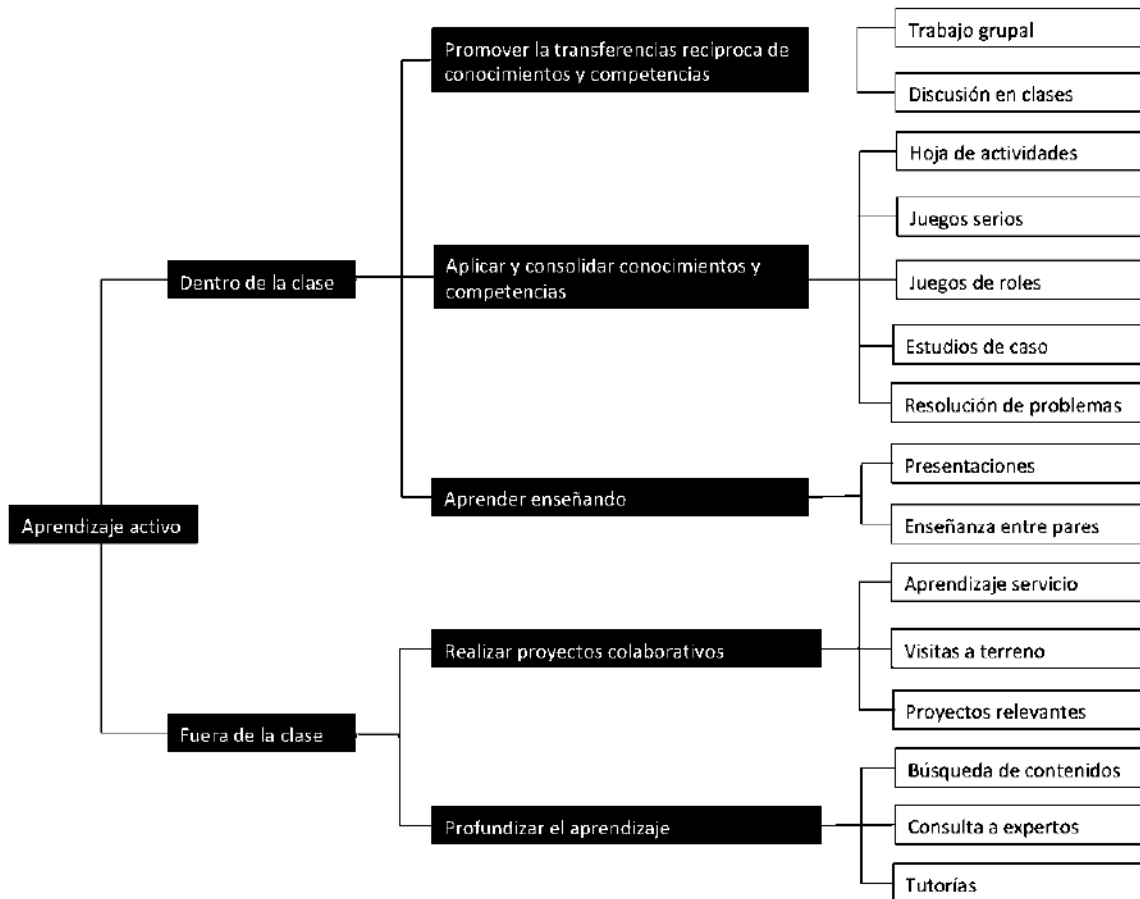 Aprendizaje activo
Dentro de la clase
Promover la transferencias reciproca de
conocimientos y competencias
Trabajo grupal
Discusión en clases
Aplicar y consolidar conocimientos y
competencias
Hoja de actividades
Juegos serios
Juegos de roles
Estudios de caso
Resolución de problemas
Aprender enseñando
Presentaciones
Enseñanza entre pares
Fuera de la clase
Realizar proyectos colaborativos
Aprendizaje servicio
Visitas a terreno
Proyectos relevantes
Profundizar el aprendizaje
Búsqueda de contenidos
Consulta a expertos
Tutorías